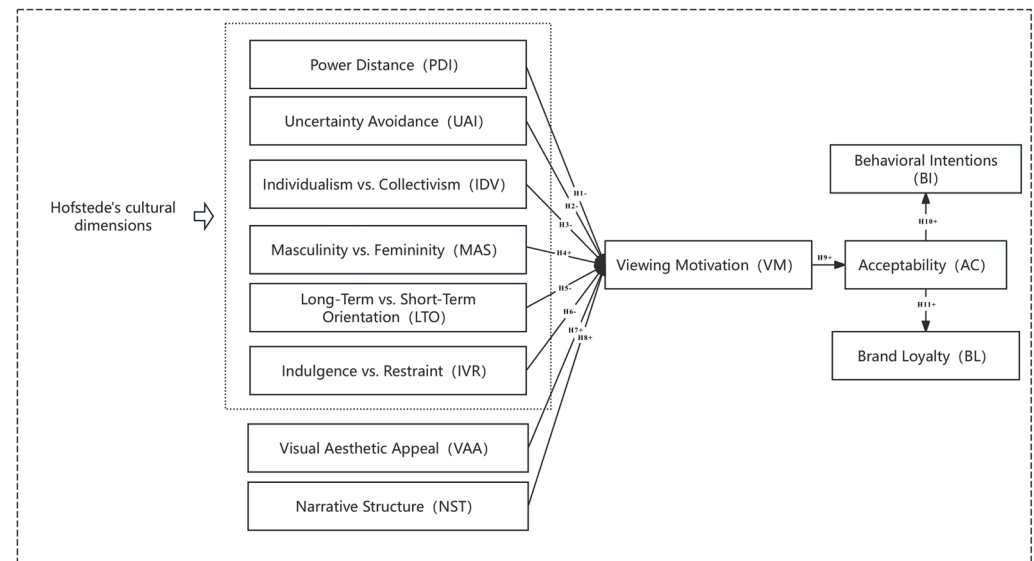 Power Distance（PDI）
Uncertainty Avoidance（UAI）
Individualism vs. Collectivism（IDV）
Hofstede's cultural
dimensions
Masculinity vs. Femininity（MAS）
Long-Term vs. Short-Term
Orientation（LTO）
Indulgence vs. Restraint（IVR）
Visual Aesthetic Appeal（VAA）
Narrative Structure（NST）
H1-
H2-
H3-
H4+
H5-
H6-
H7+
H8+
Viewing Motivation（VM）
H9+
Behavioral Intentions
（BI）
H10+
Acceptability（AC）
H11+
Brand Loyalty（BL）